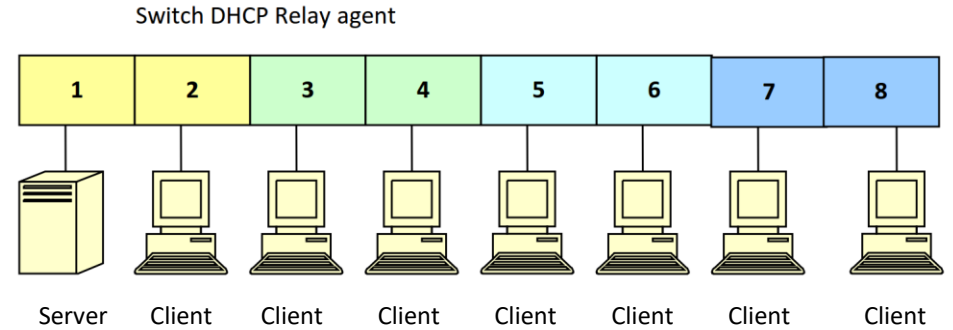 Switch DHCP Relay agent
1 2 3 4 5 6 7 8
Server Client Client Client Client Client Client Client